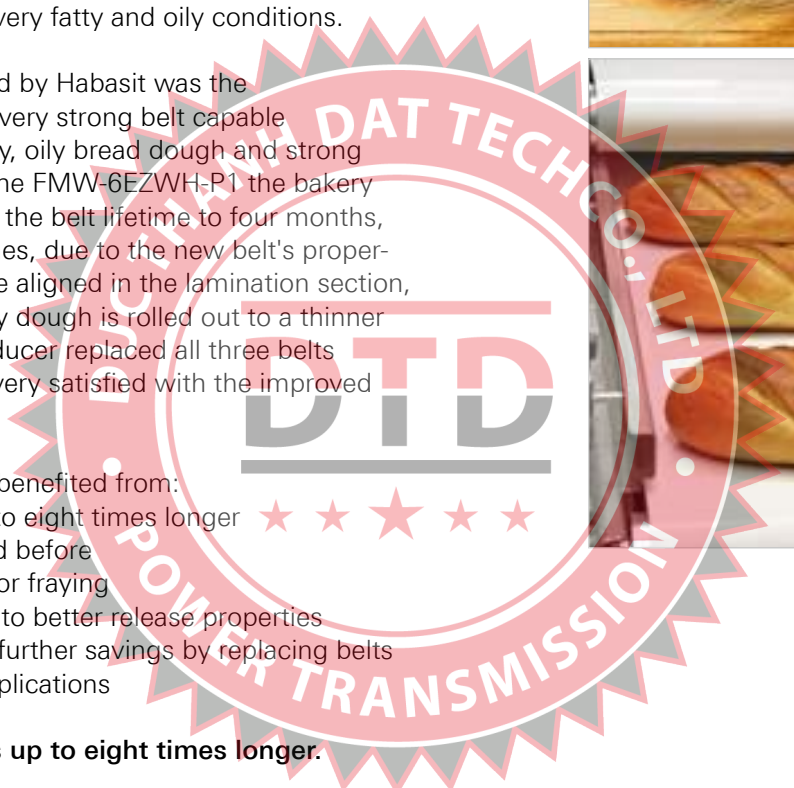 very fatty and oily conditions.
d by Habasit was the
very strong belt capable
y, oily bread dough and strong
he FMW-6EZWH-P1 the bakery
the belt lifetime to four months,
es, due to the new belt's proper-
e aligned in the lamination section,
y dough is rolled out to a thinner
ducer replaced all three belts
very satisfied with the improved
benefited from:
to eight times longer
d before
or fraying
to better release properties
further savings by replacing belts
plications
s up to eight times longer.
DUC THANH DAT TECH CO., LTD
DTD
POWER TRANSMISSION